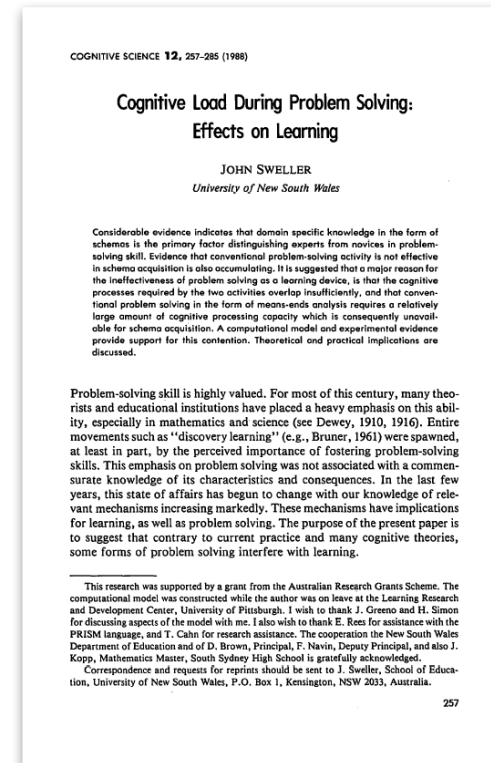 COGNITIVE SCIENCE 12, 257-285 (1988)
Cognitive Load During Problem Solving:
Effects on Learning
JOHN SWELLER
University of New South Wales
Considerable evidence indicates that domain specific knowledge in the form of
schemas is the primary factor distinguishing experts from novices in problem-
solving skill. Evidence that conventional problem-solving activity is not effective
in schema acquisition is also accumulating. It is suggested that a major reason for
the ineffectiveness of problem solving as a learning device, is that the cognitive
processes required by the two activities overlap insufficiently, and that conven-
tional problem solving in the form of means-ends analysis requires a relatively
large amount of cognitive processing capacity which is consequently unavail-
able for schema acquisition. A computational model and experimental evidence
provide support for this contention. Theoretical and practical implications are
discussed.
Problem-solving skill is highly valued. For most of this century, many theo-
rists and educational institutions have placed a heavy emphasis on this abil-
ity, especially in mathematics and science (see Dewey, 1910, 1916). Entire
movements such as "discovery learning" (e.g., Bruner, 1961) were spawned,
at least in part, by the perceived importance of fostering problem-solving
skills. This emphasis on problem solving was not associated with a commen-
surate knowledge of its characteristics and consequences. In the last few
years, this state of affairs has begun to change with our knowledge of rele-
vant mechanisms increasing markedly. These mechanisms have implications
for learning, as well as problem solving. The purpose of the present paper is
to suggest that contrary to current practice and many cognitive theories,
some forms of problem solving interfere with learning.
This research was supported by a grant from the Australian Research Grants Scheme. The
computational model was constructed while the author was on leave at the Learning Research
and Development Center, University of Pittsburgh. I wish to thank J. Greeno and H. Simon
for discussing aspects of the model with me. I also wish to thank E. Rees for assistance with the
PRISM language, and T. Cahn for research assistance. The cooperation the New South Wales
Department of Education and of D. Brown, Principal, F. Navin, Deputy Principal, and also J.
Kopp, Mathematics Master, South Sydney High School is gratefully acknowledged.
Correspondence and requests for reprints should be sent to J. Sweller, School of Educa-
tion, University of New South Wales, P.O. Box 1, Kensington, NSW 2033, Australia.
257